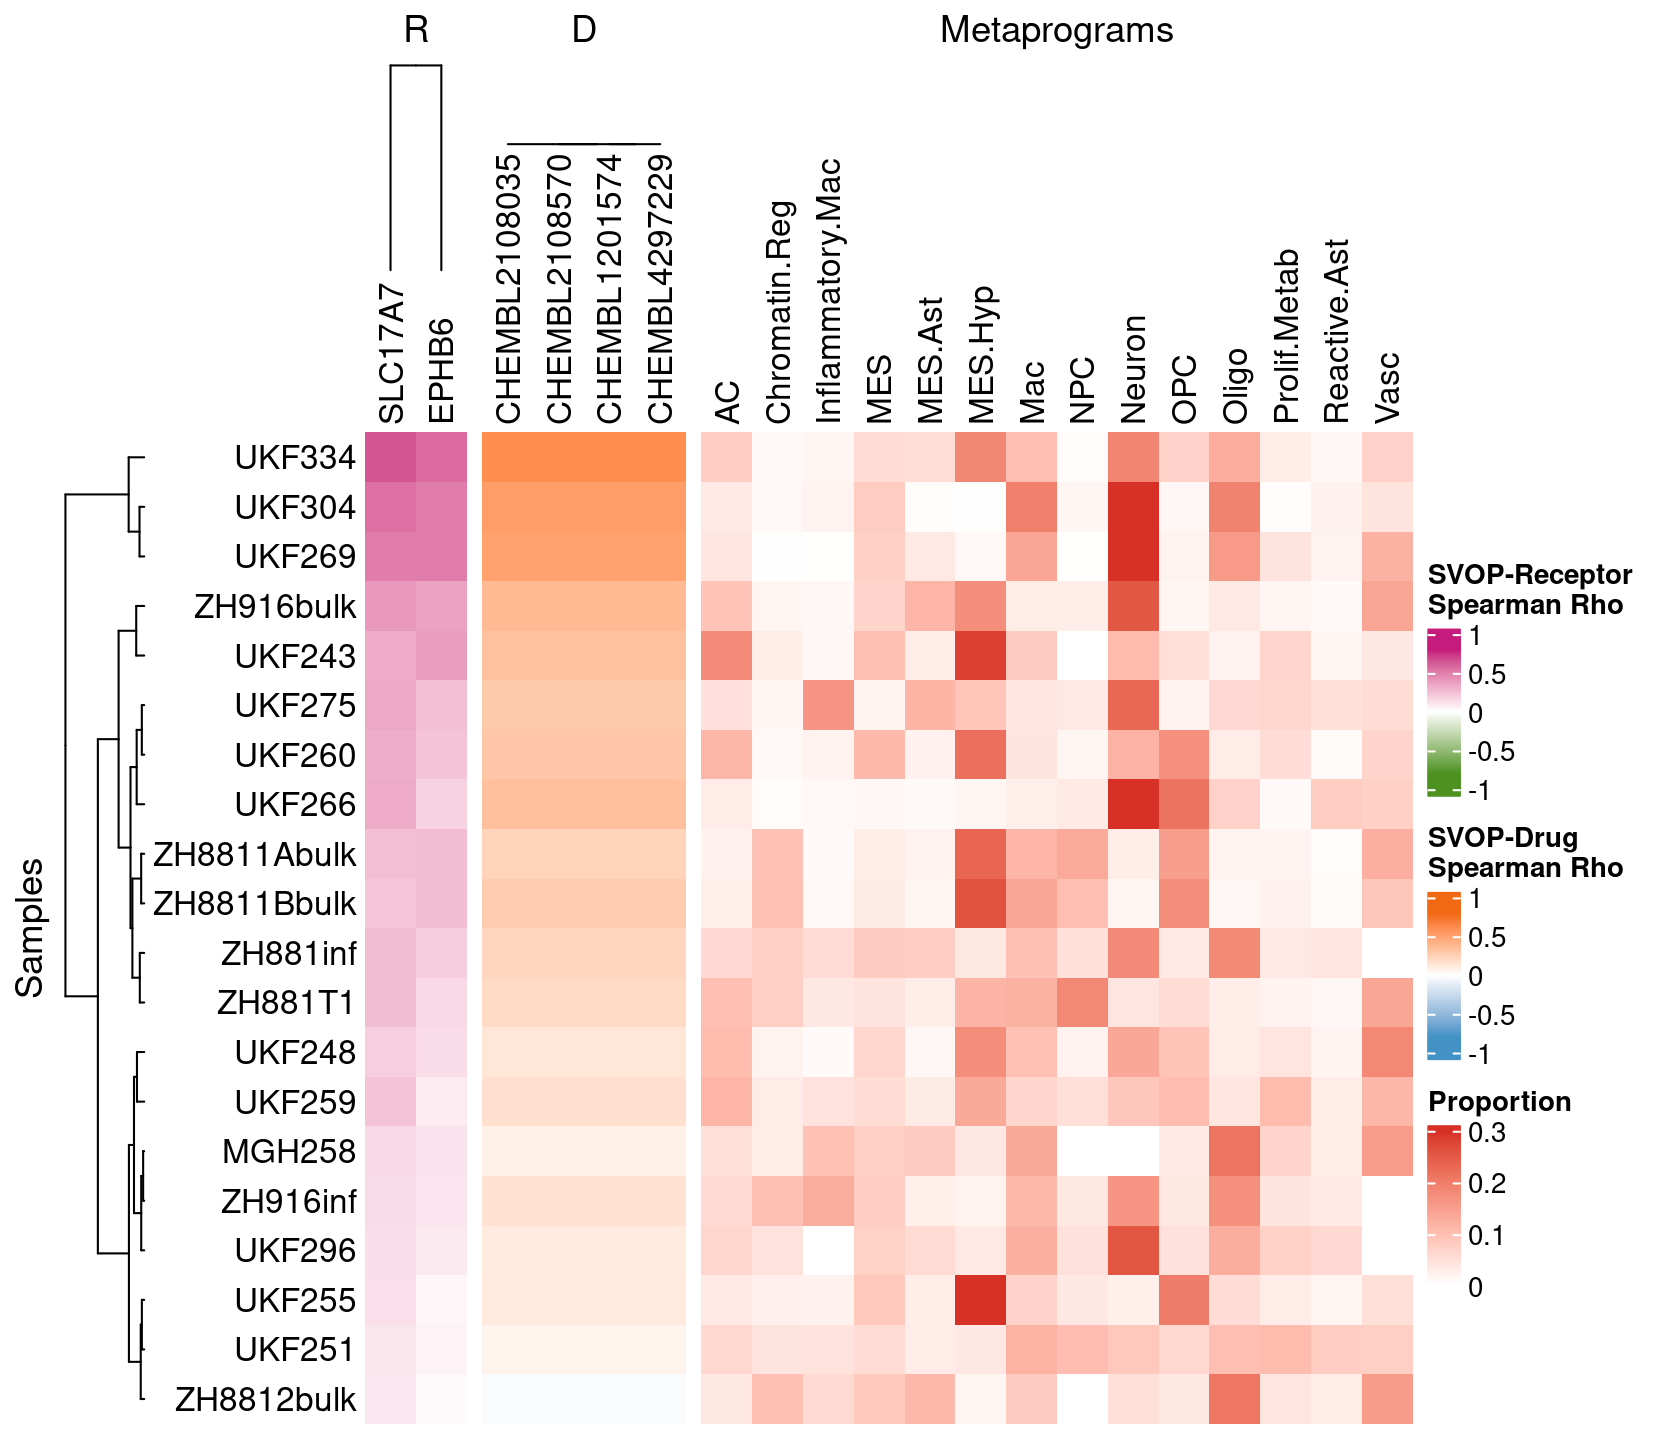 R
D
Metaprograms
SLC17A7
EPHB6
CHEMBL2108035
CHEMBL2108570
CHEMBL1201574
CHEMBL4297229
AC
Chromatin.Reg
Inflammatory.Mac
MES
MES.Ast
MES.Hyp
Mac
NPC
Neuron
OPC
Oligo
Prolif.Metab
Reactive.Ast
Vasc
Samples
UKF334
UKF304
UKF269
ZH916bulk
UKF243
UKF275
UKF260
UKF266
ZH8811Abulk
ZH8811Bbulk
ZH881inf
ZH881T1
UKF248
UKF259
MGH258
ZH916inf
UKF296
UKF255
UKF251
ZH8812bulk
SVOP-Receptor
Spearman Rho
1
0.5
0
-0.5
-1
SVOP-Drug
Spearman Rho
1
0.5
0
-0.5
-1
Proportion
0.3
0.2
0.1
0